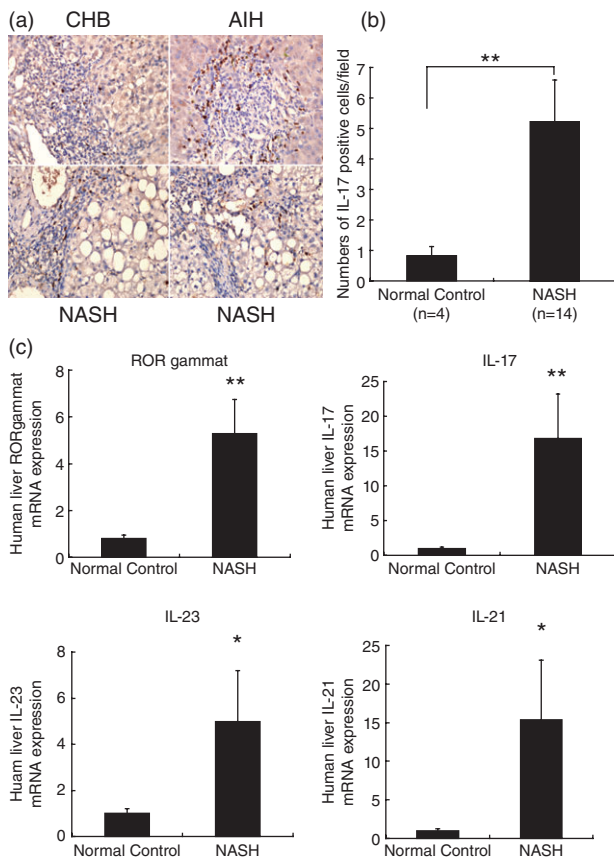 (a)
CHB
AIH
NASH
NASH
(b)
Numbers of IL-17 positive cells/field
7
6
5
4
3
2
1
0
**
Normal Control
(n=4)
NASH
(n=14)
(c)
ROR gammat
Human liver RORgammat
mRNA expression
8
6
4
2
0
**
Normal Control
NASH
IL-17
Human liver IL-17
mRNA expression
25
20
15
10
5
0
**
Normal Control
NASH
IL-23
Huam liver IL-23
mRNA expression
8
6
4
2
0
*
Normal Control
NASH
IL-21
Human liver IL-21
mRNA expression
25
20
15
10
5
0
*
Normal Control
NASH